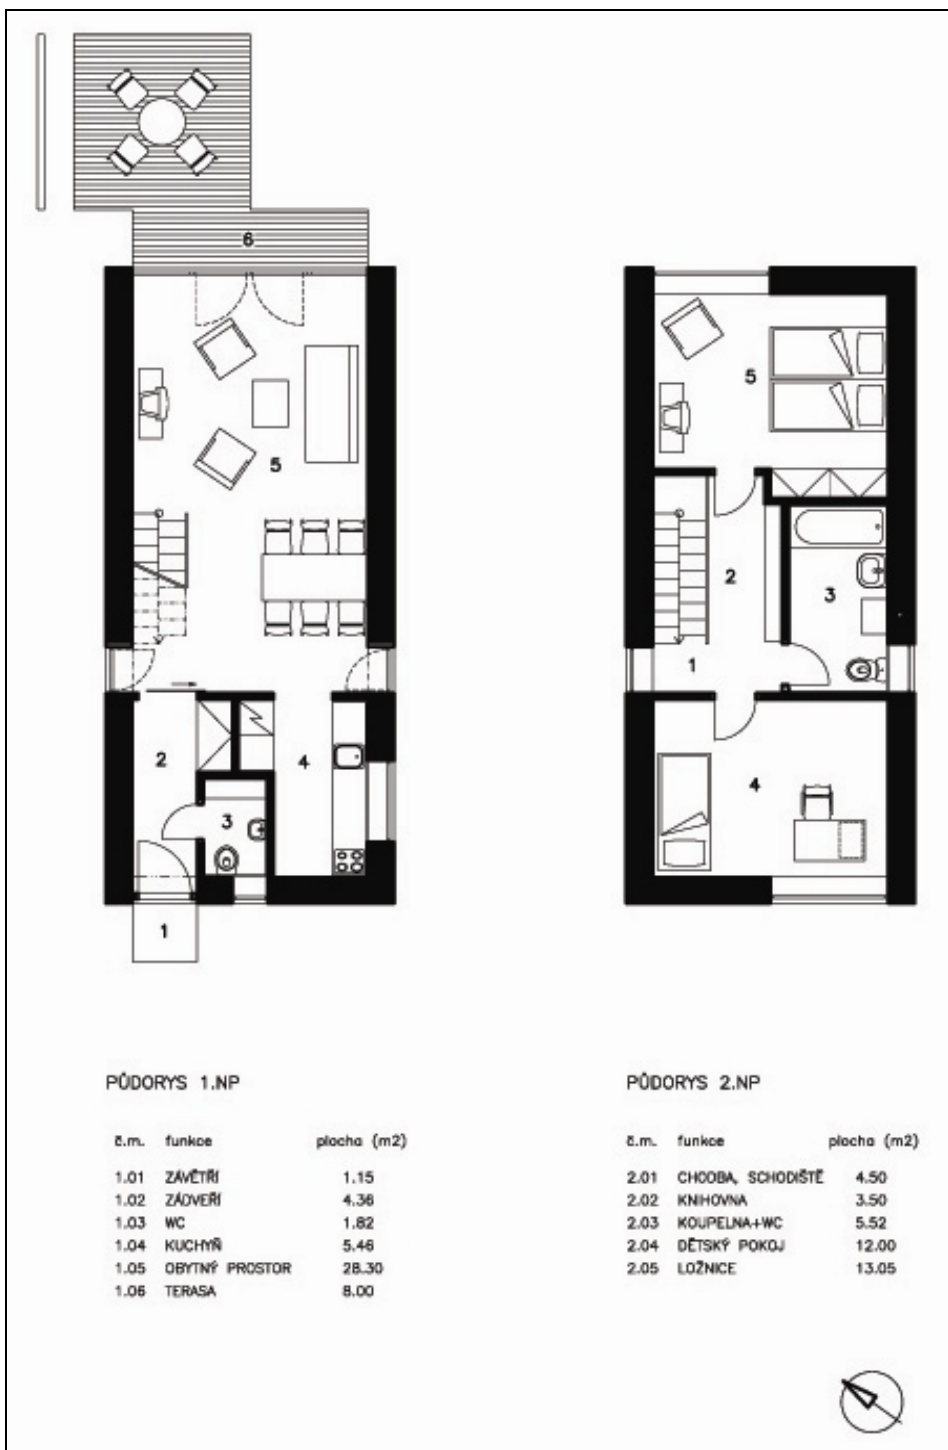 6
5
5
2
3
1
2
4
4
3
1
PŮDORYS 1.NP
č.m. funkce plocha (m2)
1.01 ZÁVĚTŘÍ 1.15
1.02 ZÁDVEŘÍ 4.36
1.03 WC 1.82
1.04 KUCHYŇ 5.46
1.05 OBYTNÝ PROSTOR 28.30
1.06 TERASA 8.00
PŮDORYS 2.NP
č.m. funkce plocha (m2)
2.01 CHODBA, SCHODIŠTĚ 4.50
2.02 KNIHOVNA 3.50
2.03 KOUPELNA+WC 5.52
2.04 DĚTSKÝ POKOJ 12.00
2.05 LOŽNICE 13.05